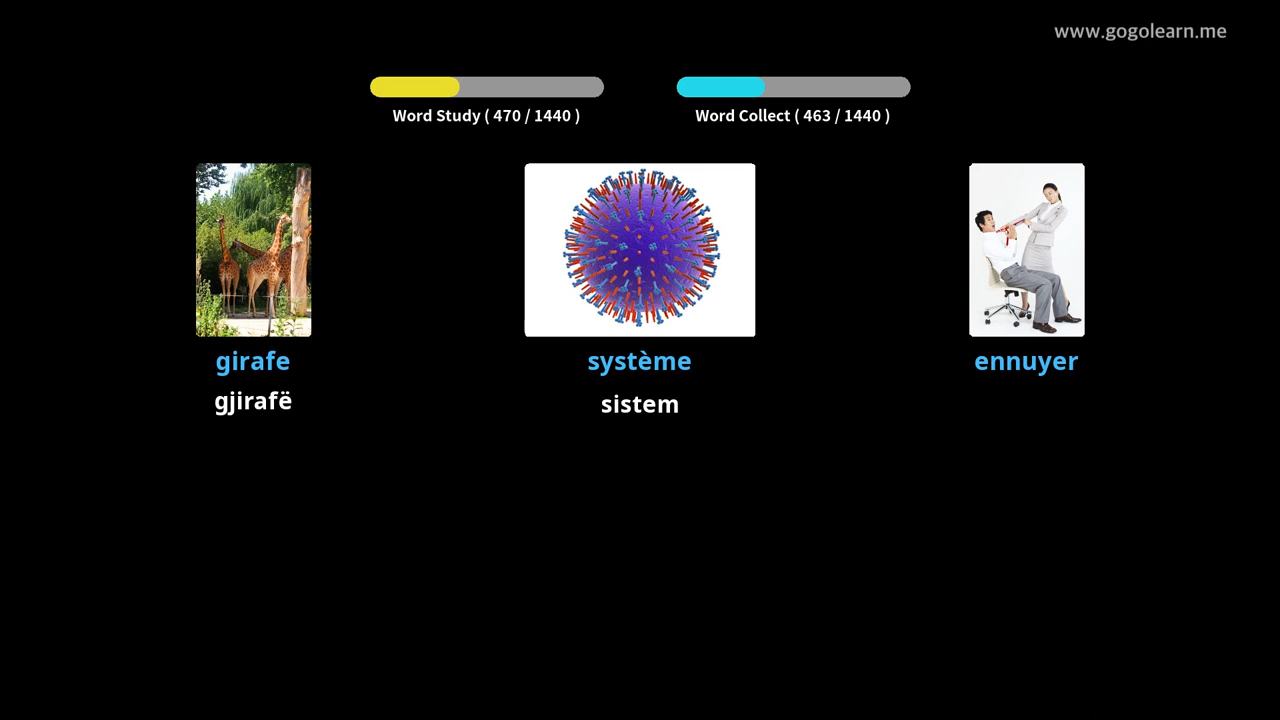 www.gogolearn.me
Word Study ( 470 / 1440 )
Word Collect ( 463 / 1440 )
girafe
système
ennuyer
gjirafë
sistem